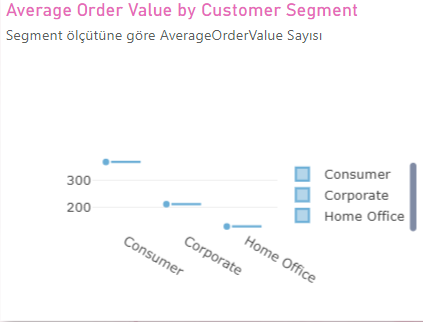 Average Order Value by Customer Segment
Segment ölçütüne göre AverageOrderValue Sayısı
300
200
Consumer
Corporate
Home Office
Consumer
Corporate
Home Office